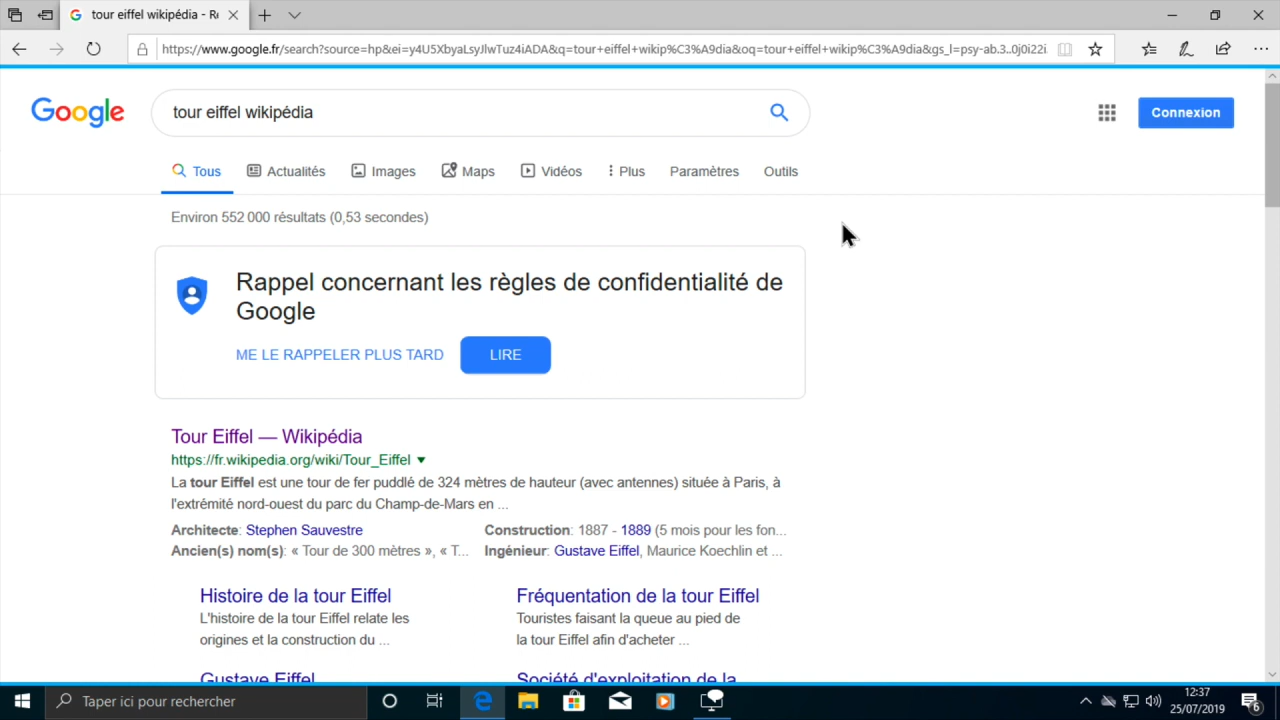 tour eiffel wikipédia - Re
https://www.google.fr/search?source=hp&ei=y4U5XbyaLsyJlwTuz4iADA&q=tour+eiffel+wikip%C3%A9dia&oq=tour+eiffel+wikip%C3%A9dia&gs_l=psy-ab.3..0j0i22i
Google
tour eiffel wikipédia
Connexion
Tous Actualités Images Maps Vidéos Plus Paramètres Outils
Environ 552 000 résultats (0,53 secondes)
Rappel concernant les règles de confidentialité de
Google
ME LE RAPPELER PLUS TARD LIRE
Tour Eiffel — Wikipédia
https://fr.wikipedia.org/wiki/Tour_Eiffel
La tour Eiffel est une tour de fer puddlé de 324 mètres de hauteur (avec antennes) située à Paris, à
l'extrémité nord-ouest du parc du Champ-de-Mars en ...
Architecte: Stephen Sauvestre Construction: 1887 - 1889 (5 mois pour les fon...
Ancien(s) nom(s): « Tour de 300 mètres », « T... Ingénieur: Gustave Eiffel, Maurice Koechlin et ...
Histoire de la tour Eiffel Fréquentation de la tour Eiffel
L'histoire de la tour Eiffel relate les Touristes faisant la queue au pied de
origines et la construction du ... la tour Eiffel afin d'acheter ...
Gustave Eiffel Société d'exploitation de la
Taper ici pour rechercher
12:37
25/07/2019
6